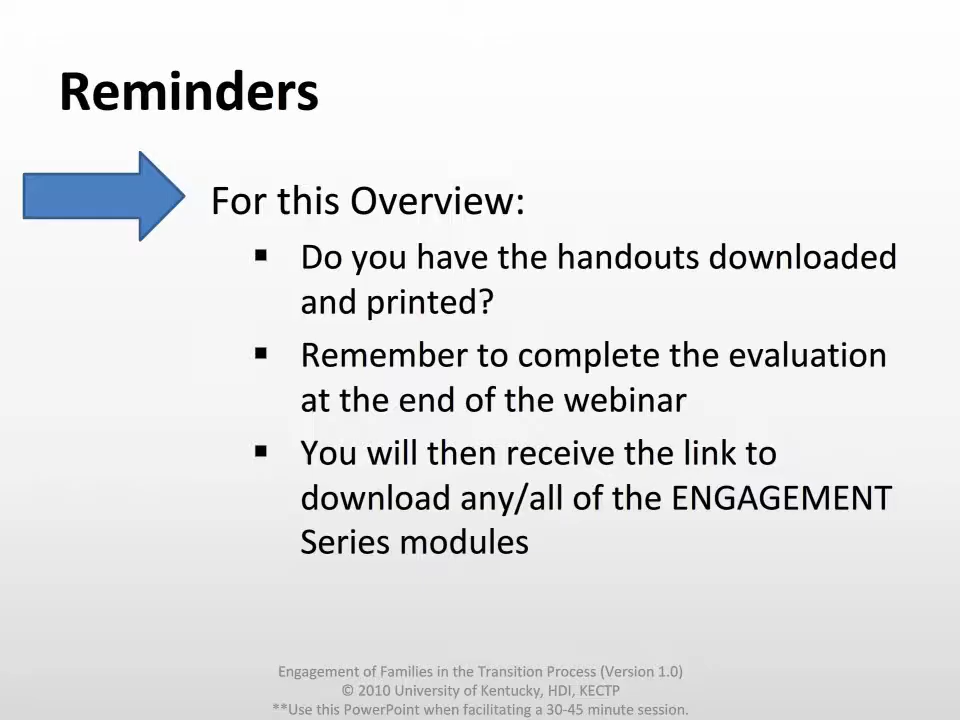 Reminders
For this Overview:
▪ Do you have the handouts downloaded
and printed?
▪ Remember to complete the evaluation
at the end of the webinar
▪ You will then receive the link to
download any/all of the ENGAGEMENT
Series modules
Engagement of Families in the Transition Process (Version 1.0)
© 2010 University of Kentucky, HDI, KECTP
**Use this PowerPoint when facilitating a 30-45 minute session.